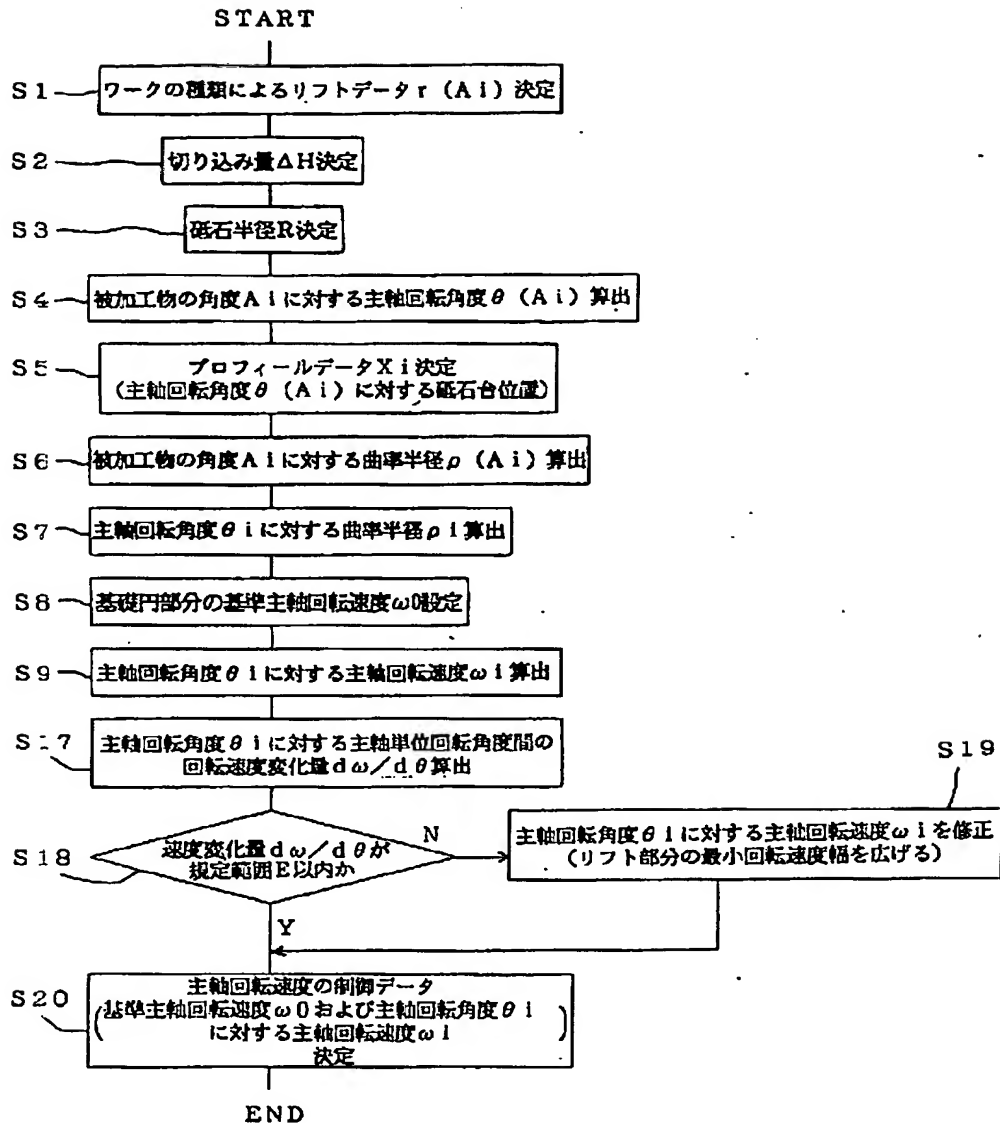 START
S1
ワークの種類によるリフトデータr(Ai)決定
S2
切り込み量ΔH決定
S3
砥石半径R決定
S4
被加工物の角度Aiに対する主軸回転角度θ(Ai)算出
S5
プロフィールデータXi決定
(主軸回転角度θ(Ai)に対する砥石台位置)
S6
被加工物の角度Aiに対する曲率半径ρ(Ai)算出
S7
主軸回転角度θiに対する曲率半径ρi算出
S8
基礎円部分の基準主軸回転速度ω0設定
S9
主軸回転角度θiに対する主軸回転速度ωi算出
S17
主軸回転角度θiに対する主軸単位回転角度間の
回転速度変化量dω/dθ算出
S18
速度変化量dω/dθが
規定範囲E以内か
N
S19
主軸回転角度θiに対する主軸回転速度ωiを修正
(リフト部分の最小回転速度幅を広げる)
Y
S20
主軸回転速度の制御データ
(基準主軸回転速度ω0および主軸回転角度θi
に対する主軸回転速度ωi)
決定
END